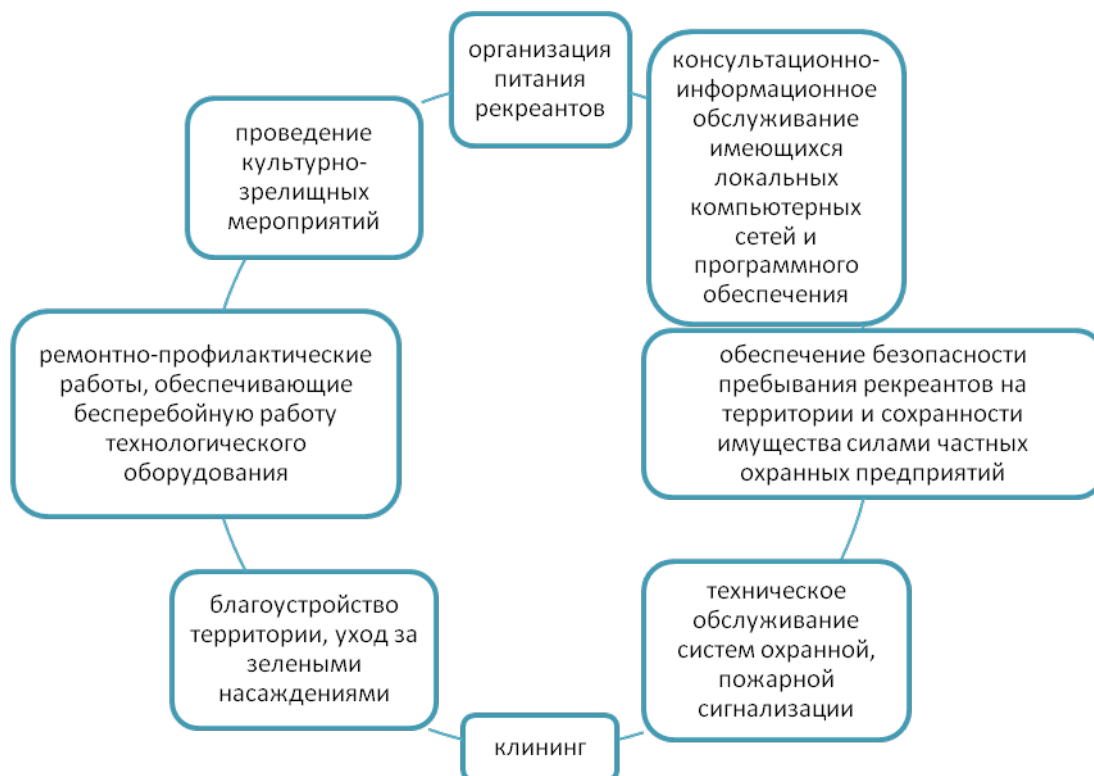 организация
питания
рекреантов
консультационно-
информационное
обслуживание
имеющихся
локальных
компьютерных
сетей и
программного
обеспечения
обеспечение безопасности
пребывания рекреантов на
территории и сохранности
имущества силами частных
охранных предприятий
техническое
обслуживание
систем охранной,
пожарной
сигнализации
клининг
благоустройство
территории, уход за
зелеными
насаждениями
ремонтно-профилактические
работы, обеспечивающие
бесперебойную работу
технологического
оборудования
проведение
культурно-
зрелищных
мероприятий